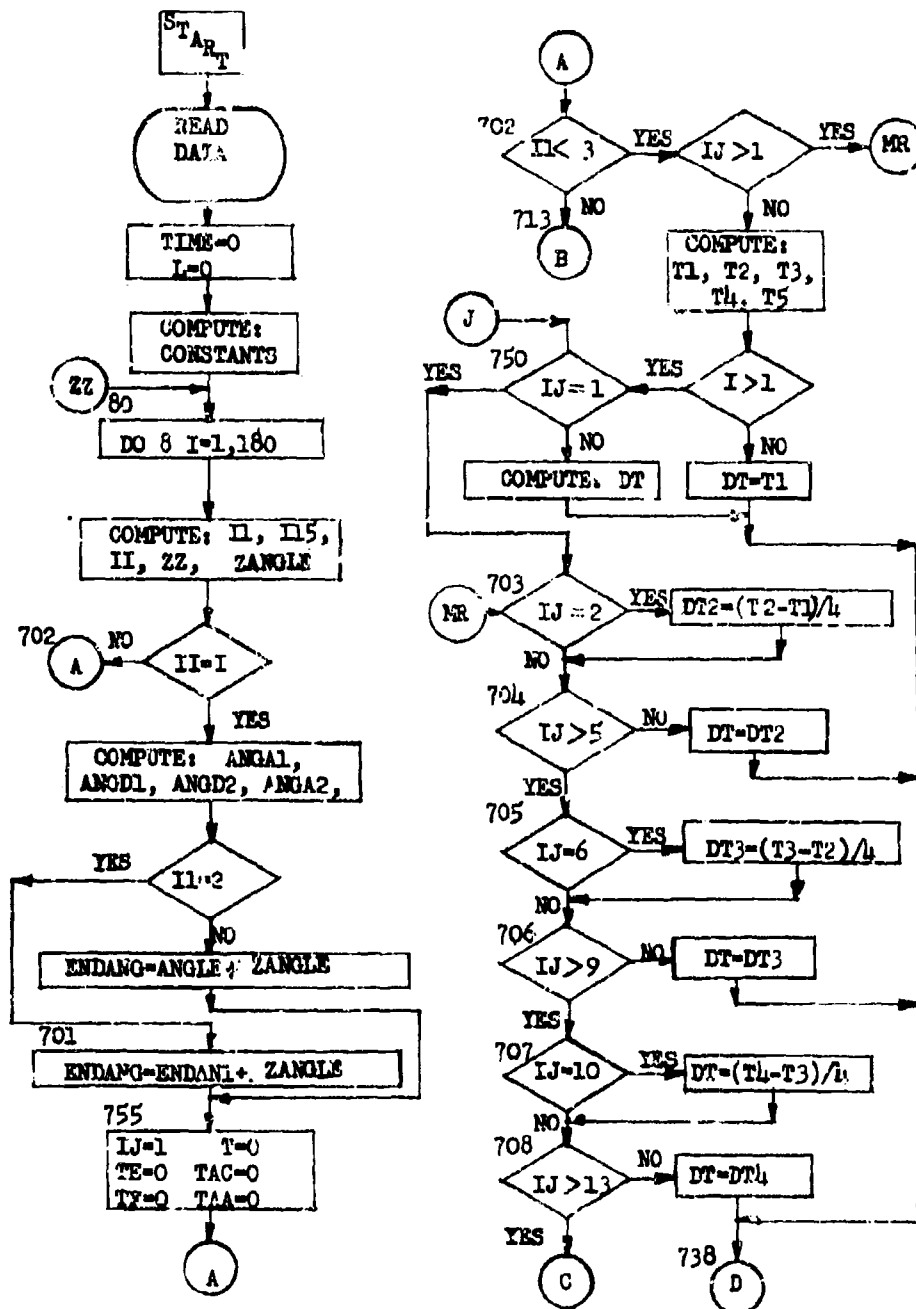 START
READ
DATA
TIME=0
L=0
COMPUTE:
CONSTANTS
ZZ
80
DO 8 I=1,180
COMPUTE: I1, I15,
II, ZZ, ZANGLE
702
A
NO
II=I
YES
COMPUTE: ANGA1,
ANGD1, ANGD2, ANGA2,
YES
I1=2
NO
ENDANG=ANGLE+ ZANGLE
701
ENDANG=ENDAN1+ ZANGLE
755
IJ=1 T=0
TE=0 TAC=0
TX=0 TAA=0
A
A
702
I1< 3
YES
IJ >1
YES
MR
NO
713
B
NO
COMPUTE:
T1, T2, T3,
T4, T5
J
750
YES
IJ=1
YES
I >1
NO
COMPUTE: DT
NO
DT=T1
703
MR
IJ =2
YES
DT2=(T2-T1)/4
NO
704
IJ >5
NO
DT=DT2
YES
705
IJ=6
YES
DT3=(T3-T2)/4
NO
706
IJ >9
NO
DT=DT3
YES
707
IJ=10
YES
DT=(T4-T3)/4
NO
708
IJ >13
NO
DT=DT4
YES
C
738
D